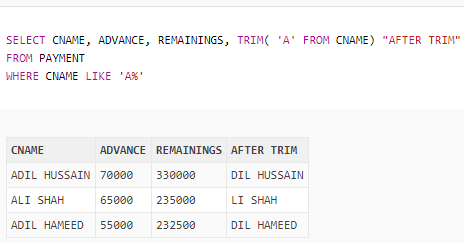 SELECT CNAME, ADVANCE, REMAININGS, TRIM( 'A' FROM CNAME) "AFTER TRIM"
FROM PAYMENT
WHERE CNAME LIKE 'A%'
CNAME ADVANCE REMAININGS AFTER TRIM
ADIL HUSSAIN 70000 330000 DIL HUSSAIN
ALI SHAH 65000 235000 LI SHAH
ADIL HAMEED 55000 232500 DIL HAMEED